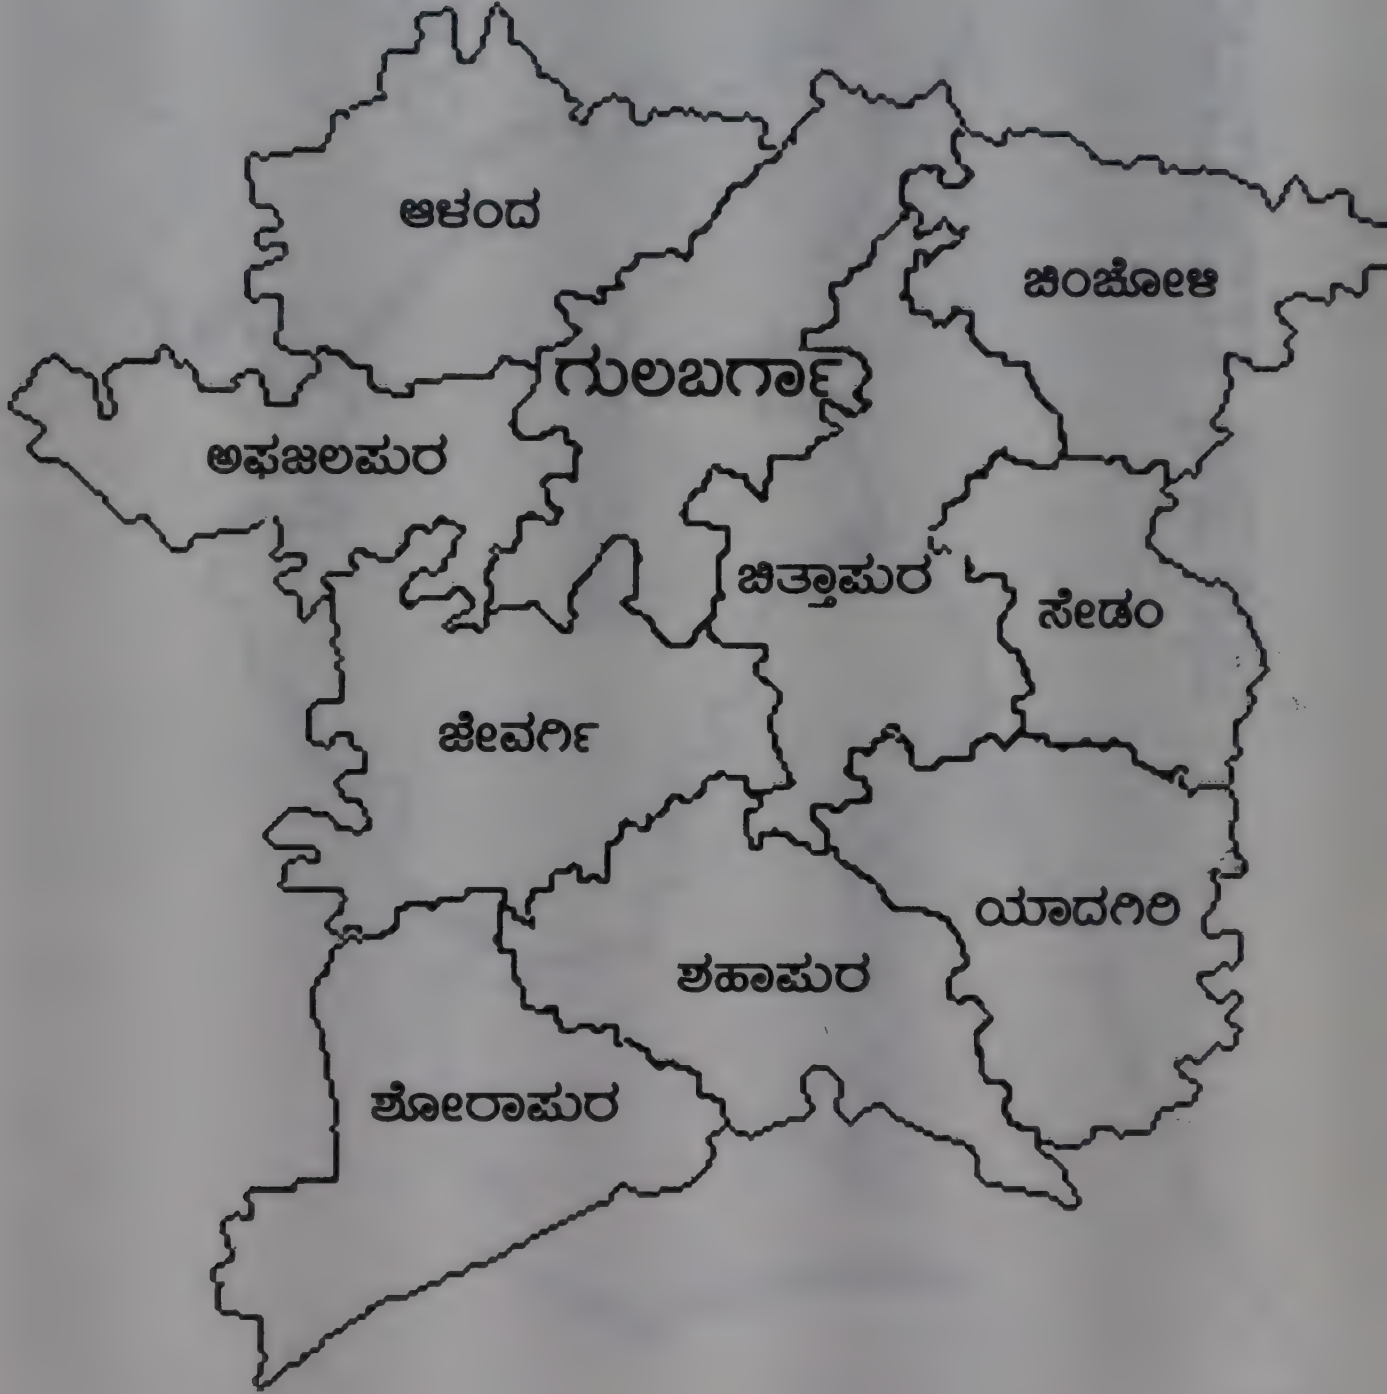 ಆಳಂದ
ಚಿಂಚೋಳಿ
ಗುಲಬರ್ಗಾ
ಅಫಜಲಪುರ
ಚಿತ್ತಾಪುರ
ಸೇಡಂ
ಜೇವರ್ಗಿ
ಯಾದಗಿರಿ
ಶಹಾಪುರ
ಶೋರಾಪುರ